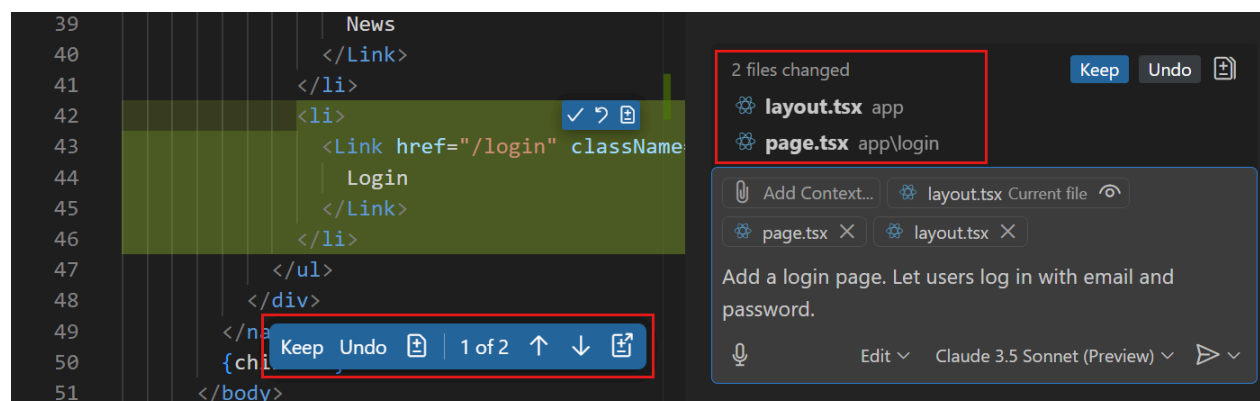 39 News
40 </Link>
41 </li>
42 <li>
43 <Link href="/login" className=
44 Login
45 </Link>
46 </li>
47 </ul>
48 </div>
49 </na
50 {chi
51 </body>
Keep Undo 1 of 2
2 files changed Keep Undo
layout.tsx app
page.tsx app\login
Add Context... layout.tsx Current file
page.tsx layout.tsx
Add a login page. Let users log in with email and
password.
Edit Claude 3.5 Sonnet (Preview)